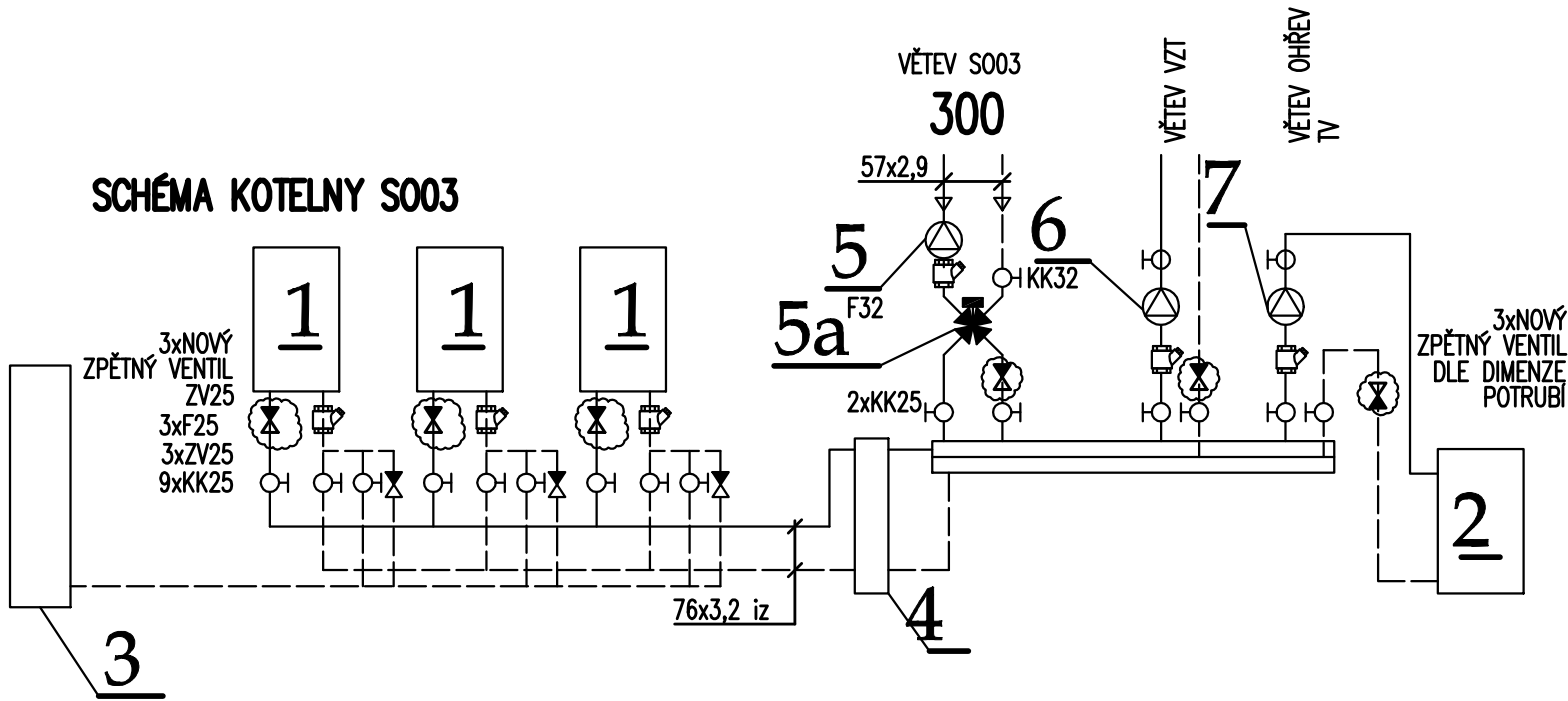 SCHÉMA KOTELNY SO03
VĚTEV SO03
300
57x2,9
VĚTEV VZT
VĚTEV OHŘEV
TV
1
1
1
3xNOVÝ
ZPĚTNÝ VENTIL
ZV25
3xF25
3xZV25
9xKK25
5
F32
5a
KK32
2xKK25
6
7
3xNOVÝ
ZPĚTNÝ VENTIL
DLE DIMENZE
POTRUBÍ
2
76x3,2 iz
4
3